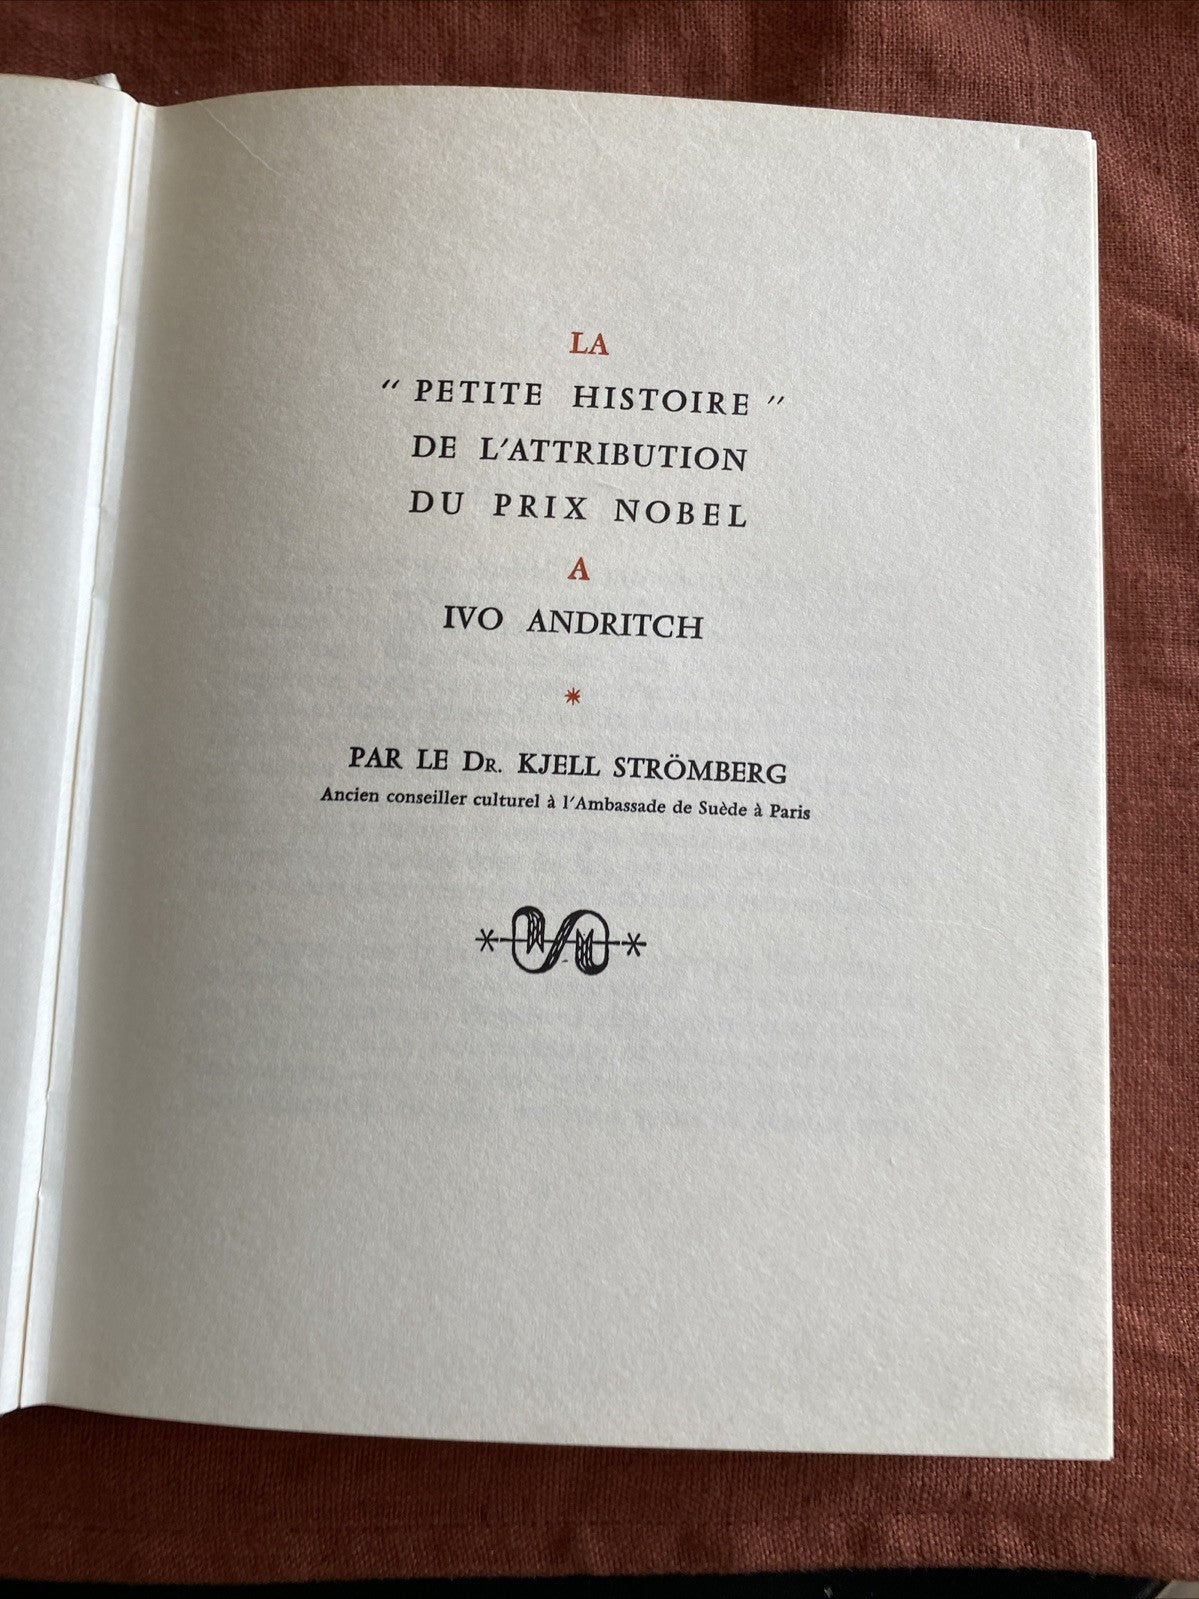 LA
" PETITE HISTOIRE "
DE L'ATTRIBUTION
DU PRIX NOBEL
A
IVO ANDRITCH
*
PAR LE DR. KJELL STRÖMBERG
Ancien conseiller culturel à l'Ambassade de Suède à Paris